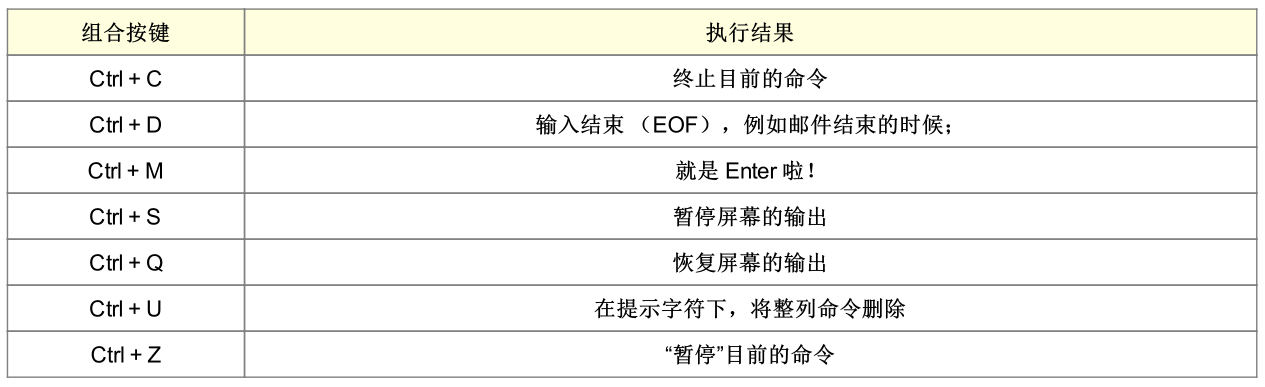 组合按键 执行结果
Ctrl + C 终止目前的命令
Ctrl + D 输入结束 （EOF），例如邮件结束的时候；
Ctrl + M 就是 Enter 啦！
Ctrl + S 暂停屏幕的输出
Ctrl + Q 恢复屏幕的输出
Ctrl + U 在提示字符下，将整列命令删除
Ctrl + Z “暂停”目前的命令